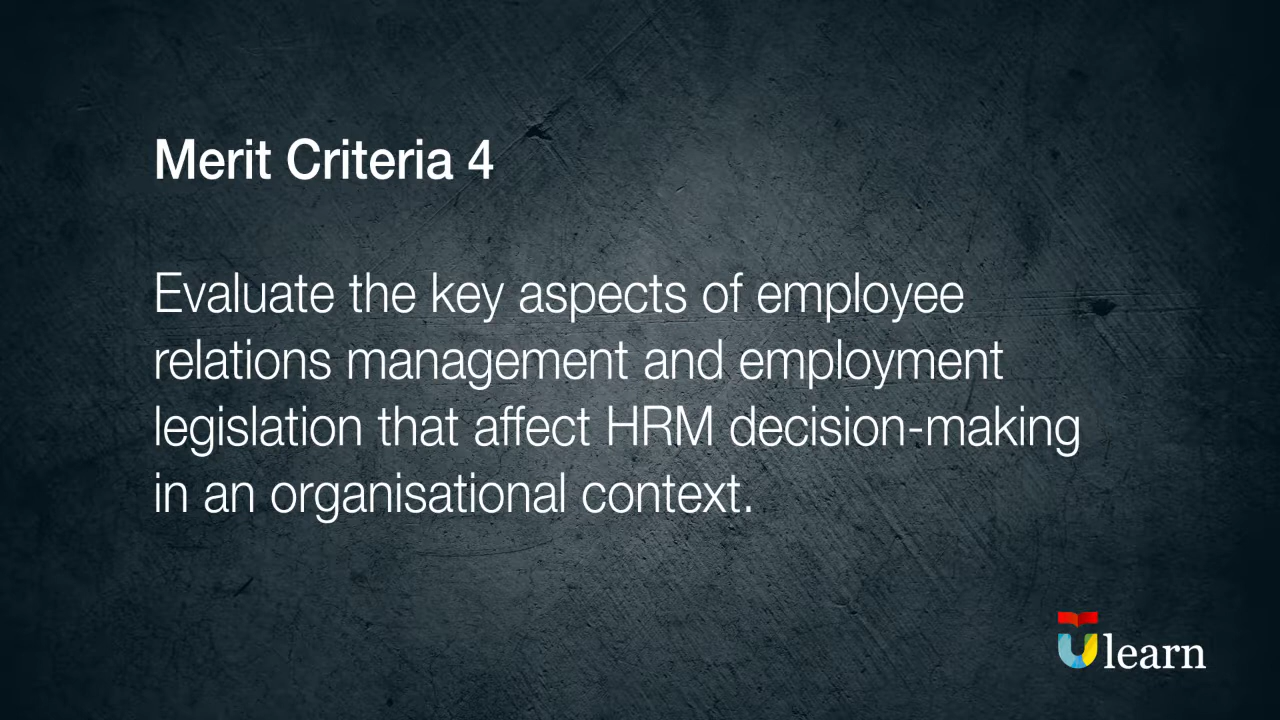 Merit Criteria 4
Evaluate the key aspects of employee
relations management and employment
legislation that affect HRM decision-making
in an organisational context.
U learn